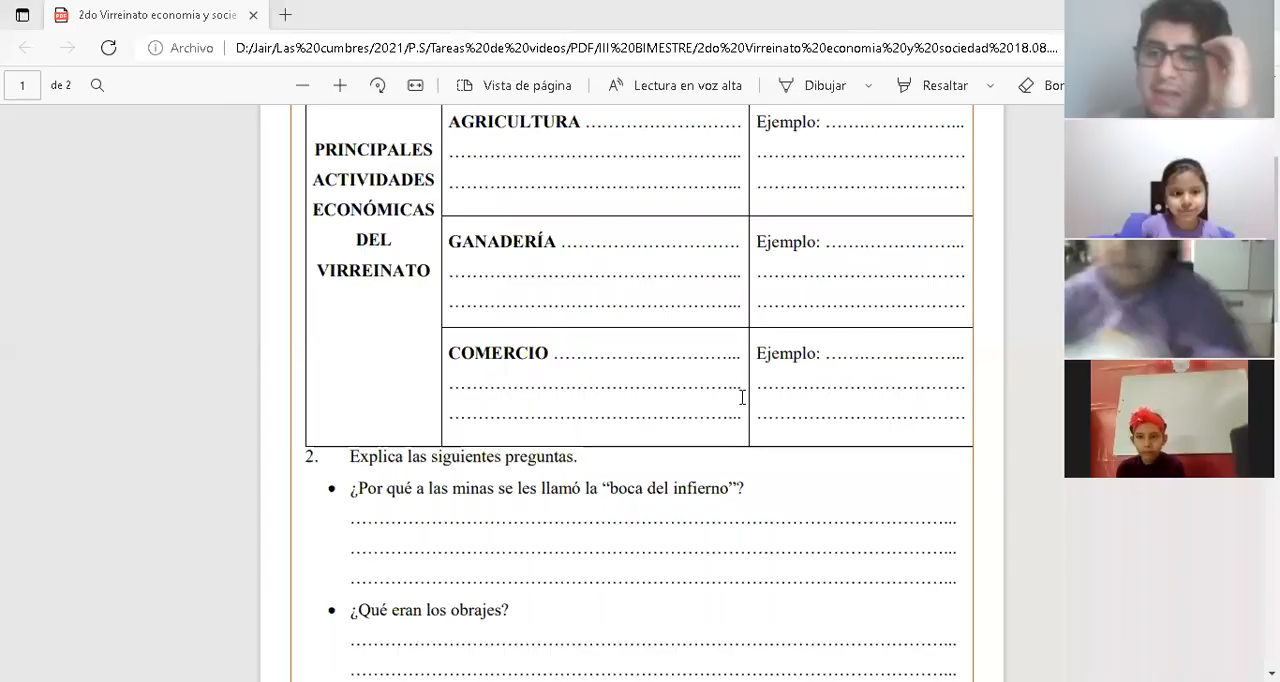 2do Virreinato economia y socie
Archivo
D:/Jair/Las%20cumbres/2021/P.S/Tareas%20de%20videos/PDF/III%20BIMESTRE/2do%20Virreinato%20economia%20y%20sociedad%2018.08....
1
de 2
Vista de página
Lectura en voz alta
Dibujar
Resaltar
Bor
PRINCIPALES
ACTIVIDADES
ECONÓMICAS
DEL
VIRREINATO
AGRICULTURA ……………………….
………………………………………...
………………………………………...
Ejemplo: …………………...
……………………………
……………………………
GANADERÍA ………………………….
………………………………………...
………………………………………...
Ejemplo: …………………...
……………………………
……………………………
COMERCIO …………………………...
………………………………………...
………………………………………...
Ejemplo: …………………...
……………………………
……………………………
2. Explica las siguientes preguntas.
• ¿Por qué a las minas se les llamó la “boca del infierno”?
……………………………………………………………………………………...
……………………………………………………………………………………...
……………………………………………………………………………………...
• ¿Qué eran los obrajes?
……………………………………………………………………………………...
……………………………………………………………………………………...